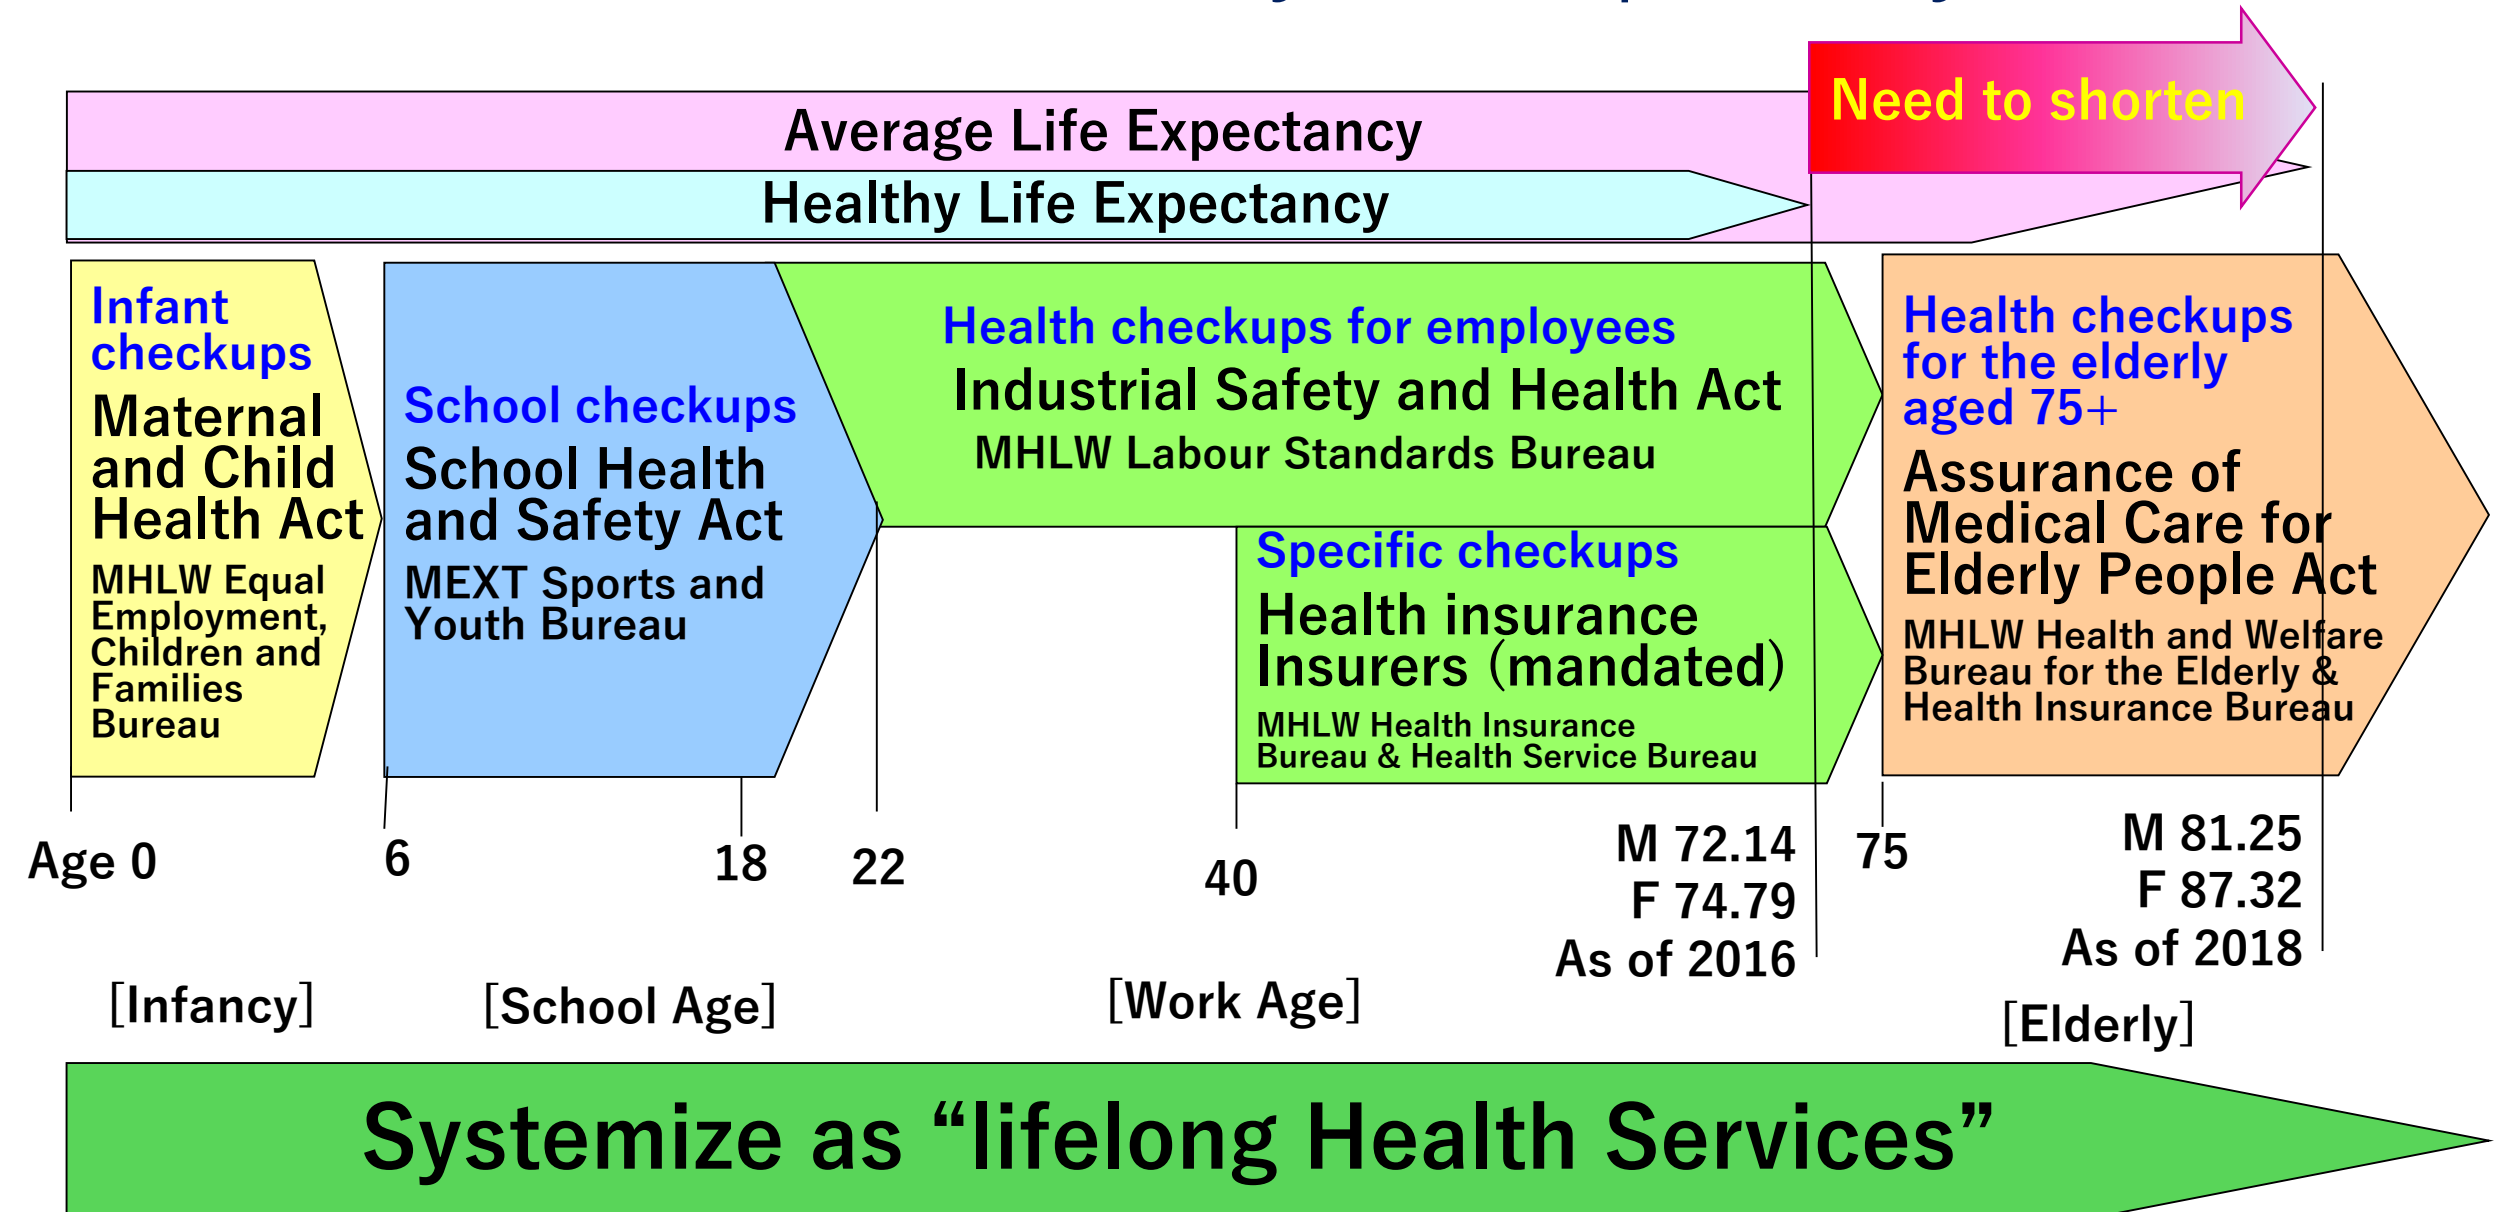 Need to shorten
Average Life Expectancy
Healthy Life Expectancy
Infant
checkups
Maternal
and Child
Health Act
MHLW Equal
Employment,
Children and
Families
Bureau
School checkups
School Health
and Safety Act
MEXT Sports and
Youth Bureau
Health checkups for employees
Industrial Safety and Health Act
MHLW Labour Standards Bureau
Specific checkups
Health insurance
Insurers (mandated)
MHLW Health Insurance
Bureau & Health Service Bureau
Health checkups
for the elderly
aged 75+
Assurance of
Medical Care for
Elderly People Act
MHLW Health and Welfare
Bureau for the Elderly &
Health Insurance Bureau
Age 0
6
18
22
40
M 72.14
F 74.79
As of 2016
75
M 81.25
F 87.32
As of 2018
[Infancy]
[School Age]
[Work Age]
[Elderly]
Systemize as “lifelong Health Services”